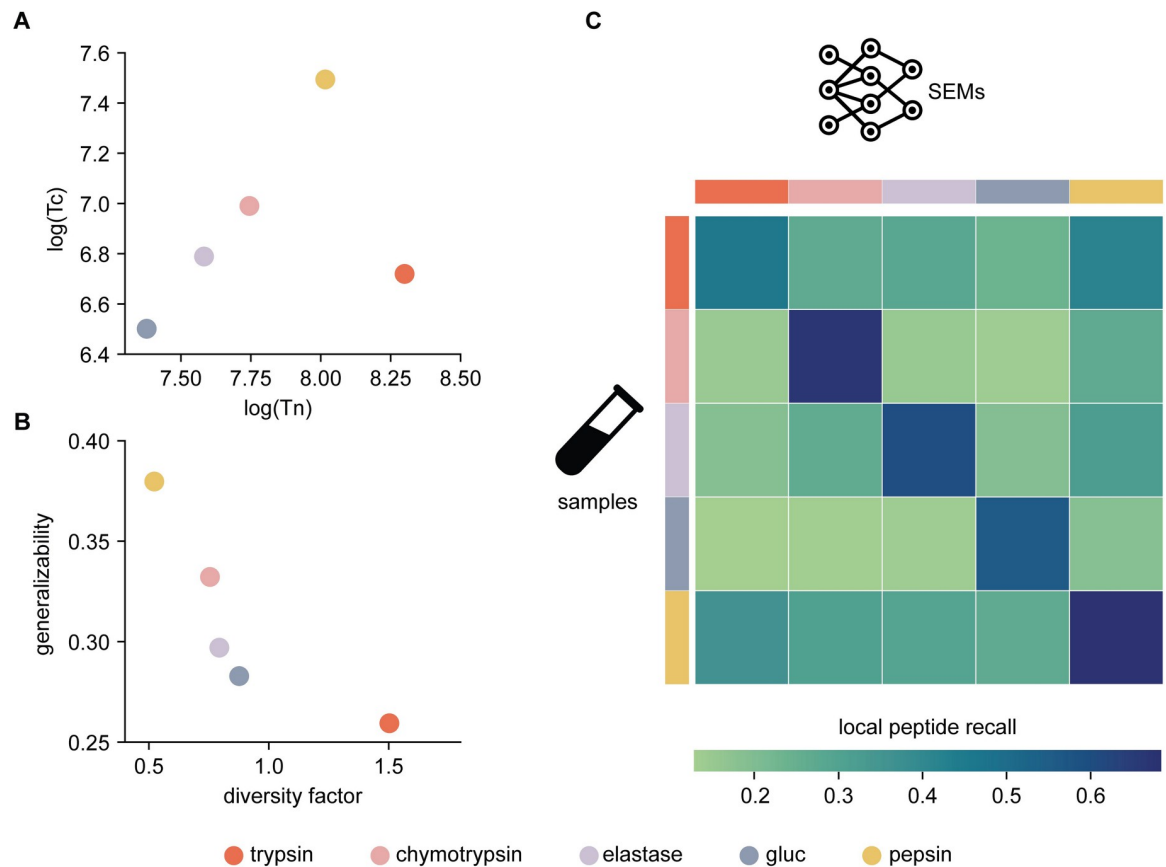 A
C
7.6
7.4
7.2
7.0
6.8
6.6
6.4
log(Tc)
7.50 7.75 8.00 8.25 8.50
log(Tn)
SEMs
B
0.40
0.35
0.30
0.25
generalizability
0.5 1.0 1.5
diversity factor
samples
local peptide recall
0.2 0.3 0.4 0.5 0.6
trypsin chymotrypsin elastase gluc pepsin